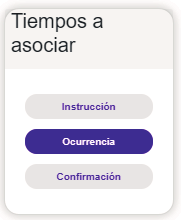 Tiempos a
asociar
Instrucción
Ocurrencia
Confirmación